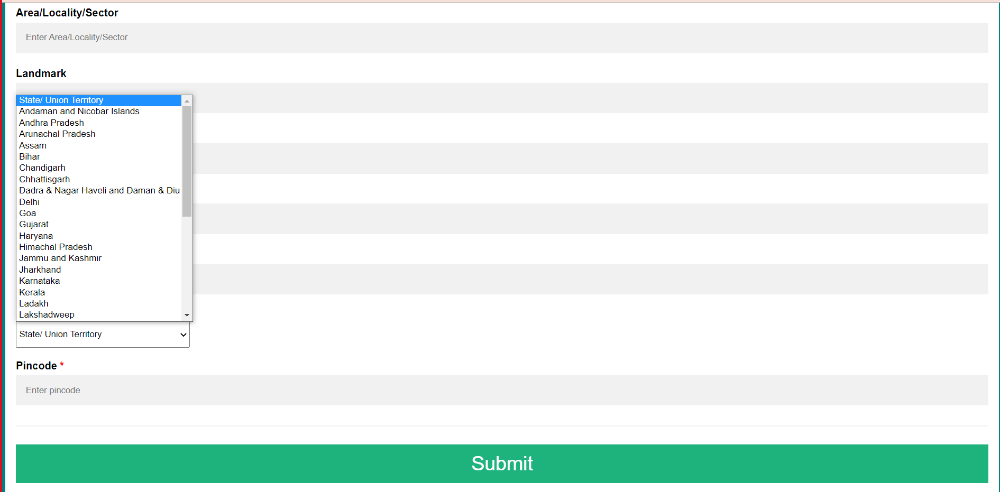 Area/Locality/Sector
Enter Area/Locality/Sector
Landmark
State/ Union Territory
Andaman and Nicobar Islands
Andhra Pradesh
Arunachal Pradesh
Assam
Bihar
Chandigarh
Chhattisgarh
Dadra & Nagar Haveli and Daman & Diu
Delhi
Goa
Gujarat
Haryana
Himachal Pradesh
Jammu and Kashmir
Jharkhand
Karnataka
Kerala
Ladakh
Lakshadweep
State/ Union Territory
Pincode *
Enter pincode
Submit